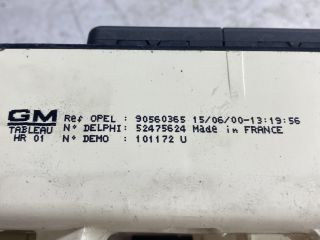 GM Ref OPEL : 90560365 15/06/00-13:19:56
TABLEAU N° DELPHI: 52475624 Made in FRANCE
HR 01 N° DEMO : 101172 U